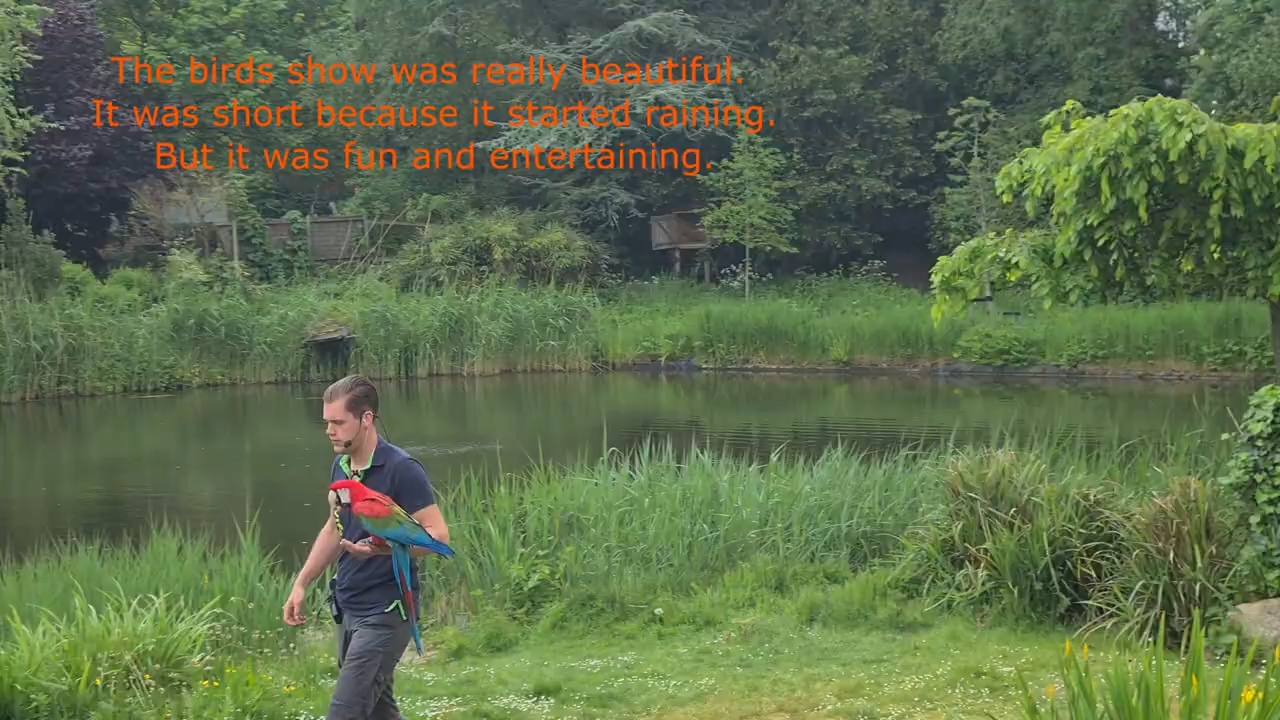 The birds show was really beautiful.
It was short because it started raining.
But it was fun and entertaining.